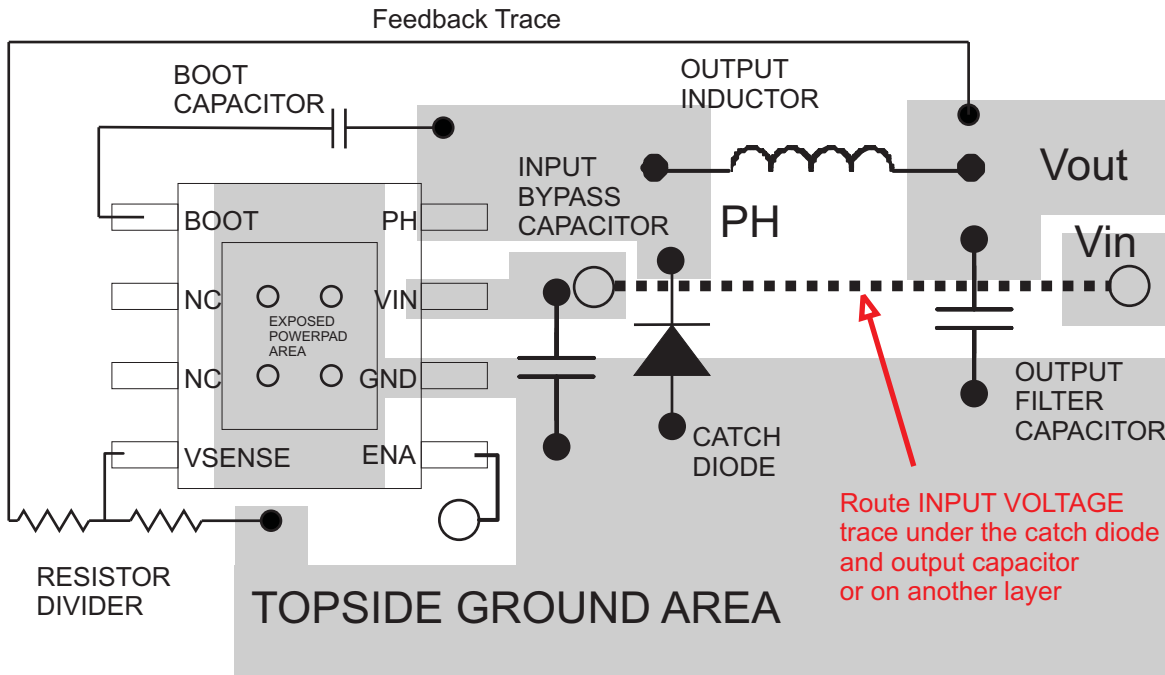 Feedback Trace
BOOT
CAPACITOR
OUTPUT
INDUCTOR
INPUT
BYPASS
CAPACITOR
Vout
PH
Vin
BOOT
PH
NC
VIN
EXPOSED
POWERPAD
AREA
NC
GND
VSENSE
ENA
CATCH
DIODE
OUTPUT
FILTER
CAPACITOR
Route INPUT VOLTAGE
trace under the catch diode
and output capacitor
or on another layer
RESISTOR
DIVIDER
TOPSIDE GROUND AREA